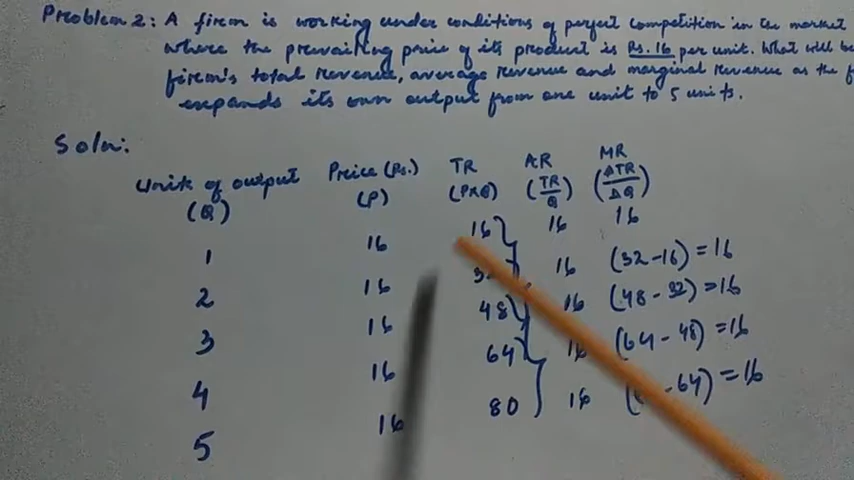 Problem 2: A firm is working under conditions of perfect competition in the market
where the prevailing price of its product is Rs. 16 per unit. What will be
firm's total revenue, average revenue and marginal revenue as the f
expands its own output from one unit to 5 units.
Soln:
Units of output (Q) Price (Rs.) (P) TR (PXQ) AR (TR/Q) MR (ΔTR/ΔQ)
1 16 16 16 16
2 16 16 (32-16) = 16
3 16 48 16 (48-32) = 16
4 16 64 16 (64-48) = 16
5 16 80 16 -64) = 16